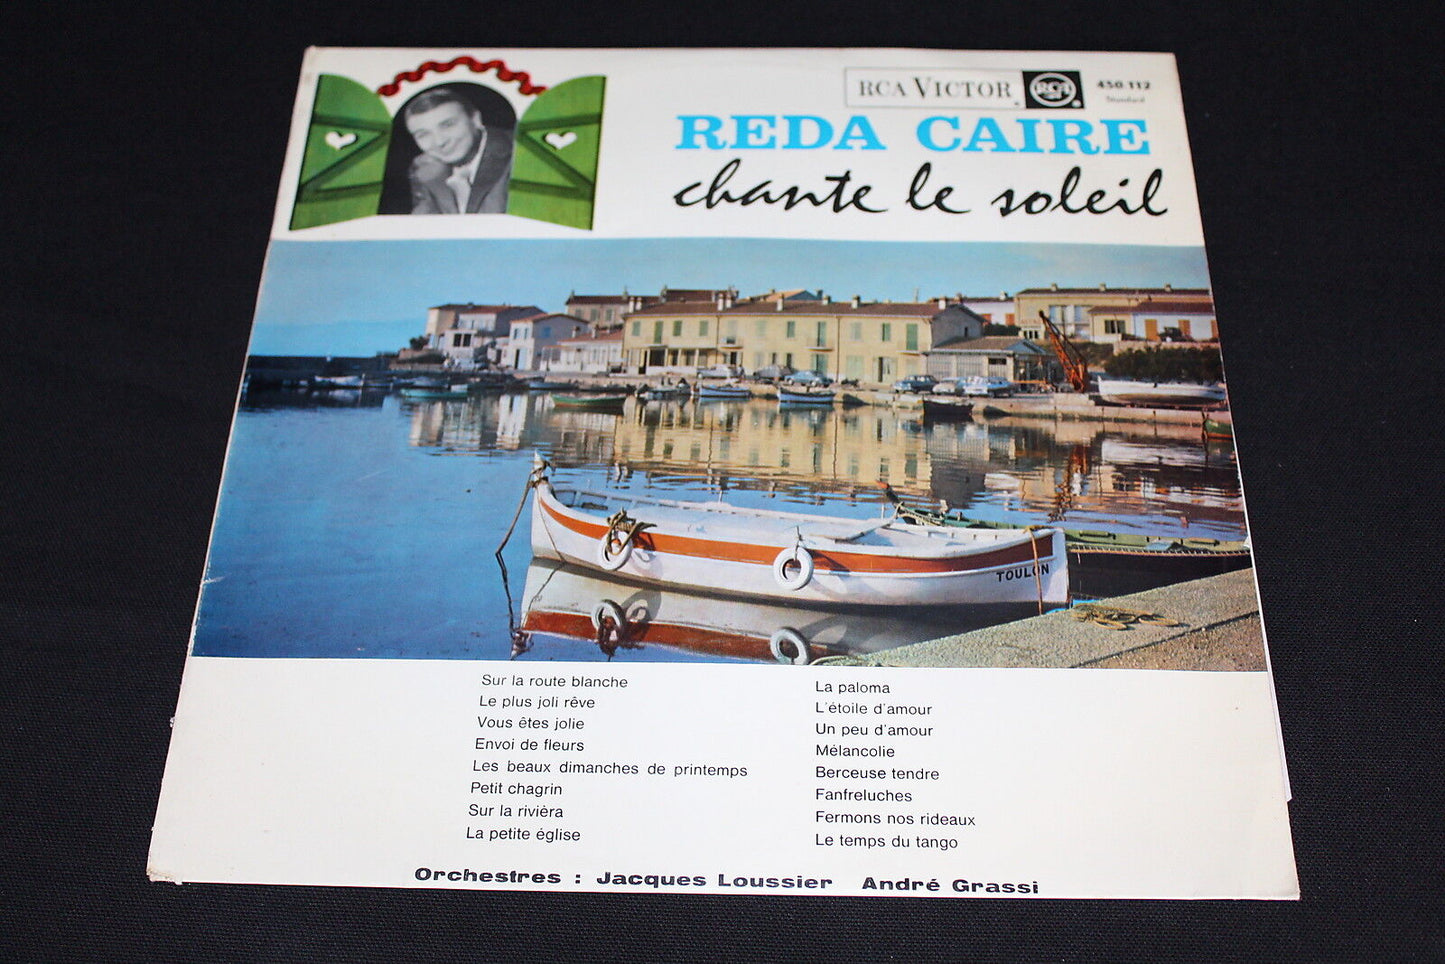 RCA VICTOR RCA 450 112
Standard
REDA CAIRE
chante le soleil
TOULON
Sur la route blanche
Le plus joli rêve
Vous êtes jolie
Envoi de fleurs
Les beaux dimanches de printemps
Petit chagrin
Sur la rivièra
La petite église
La paloma
L'étoile d'amour
Un peu d'amour
Mélancolie
Berceuse tendre
Fanfreluches
Fermons nos rideaux
Le temps du tango
Orchestres : Jacques Loussier André Grassi